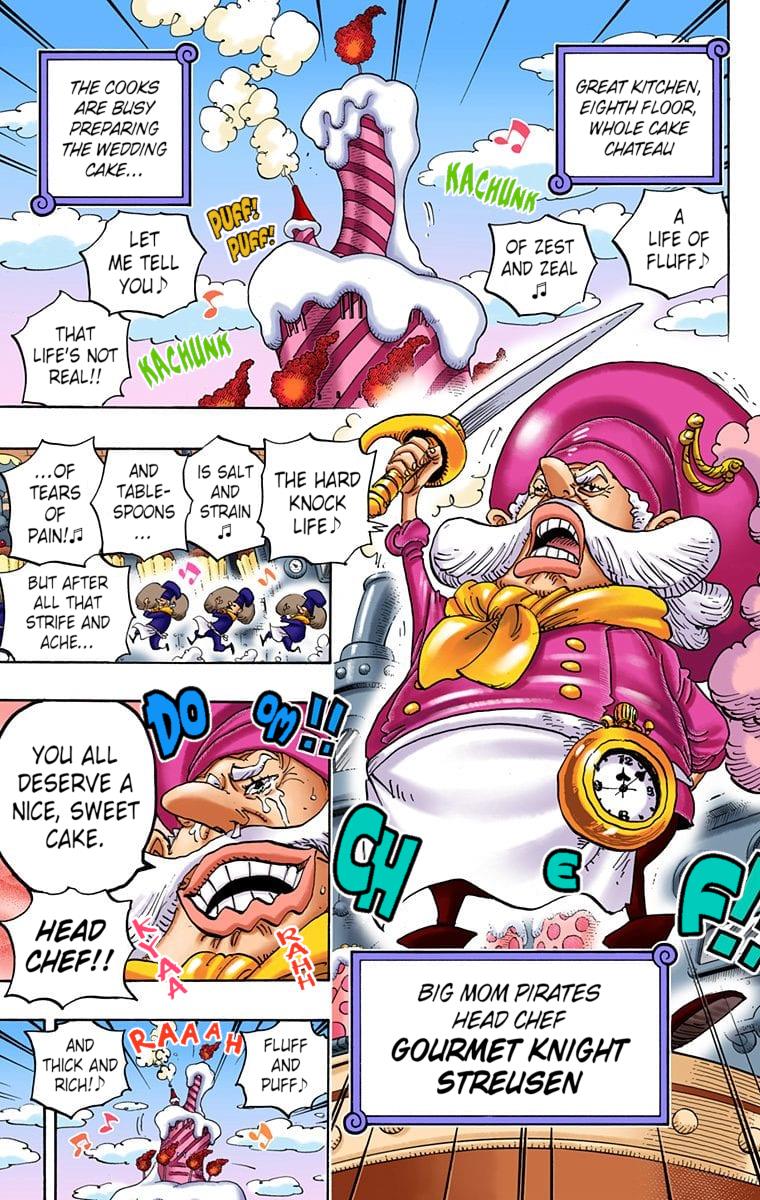 GREAT KITCHEN,
EIGHTH FLOOR,
WHOLE CAKE
CHATEAU
THE COOKS
ARE BUSY
PREPARING
THE WEDDING
CAKE...
KACHUNK
PUFF!
PUFF!
A
LIFE OF
FLUFF♪
OF ZEST
AND ZEAL
♫
LET
ME TELL
YOU♪
THAT
LIFE'S NOT
REAL!!
KACHUNK
THE HARD
KNOCK
LIFE♪
IS SALT
AND
STRAIN
♫
AND
TABLE-
SPOONS
...
...OF
TEARS
OF
PAIN!♫
BUT AFTER
ALL THAT
STRIFE AND
ACHE...
DOOM!!
YOU ALL
DESERVE A
NICE, SWEET
CAKE.
HEAD
CHEF!!
KYAA
RAHH
CHEF!!
BIG MOM PIRATES
HEAD CHEF
GOURMET KNIGHT
STREUSEN
RAAAAH
FLUFF
AND
PUFF♪
AND
THICK AND
RICH!♪